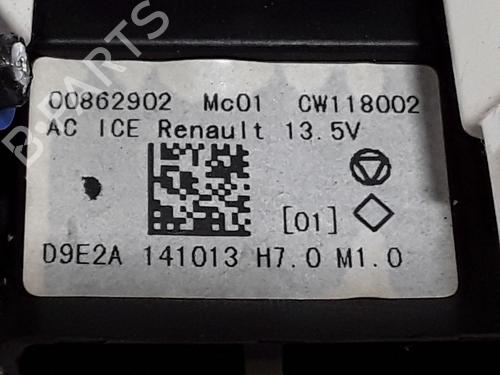 B-PARTS
00862902 Mc01 CW118002
AC ICE Renault 13.5V
[01]
D9E2A 141013 H7.0 M1.0